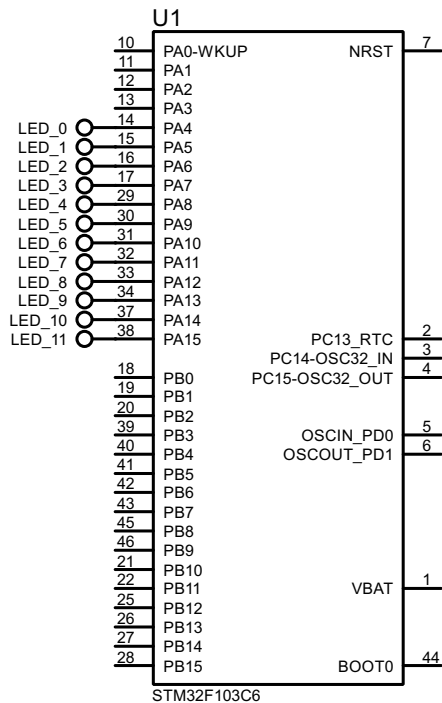 U1
10 PA0-WKUP NRST 7
11 PA1
12 PA2
13 PA3
LED_0 14 PA4
LED_1 15 PA5
LED_2 16 PA6
LED_3 17 PA7
LED_4 29 PA8
LED_5 30 PA9
LED_6 31 PA10
LED_7 32 PA11
LED_8 33 PA12
LED_9 34 PA13
LED_10 37 PA14
LED_11 38 PA15 PC13_RTC 2
PC14-OSC32_IN 3
18 PB0 PC15-OSC32_OUT 4
19 PB1
20 PB2
39 PB3 OSCIN_PD0 5
40 PB4 OSCOUT_PD1 6
41 PB5
42 PB6
43 PB7
45 PB8
46 PB9
21 PB10
22 PB11 VBAT 1
25 PB12
26 PB13
27 PB14
28 PB15 BOOT0 44
STM32F103C6